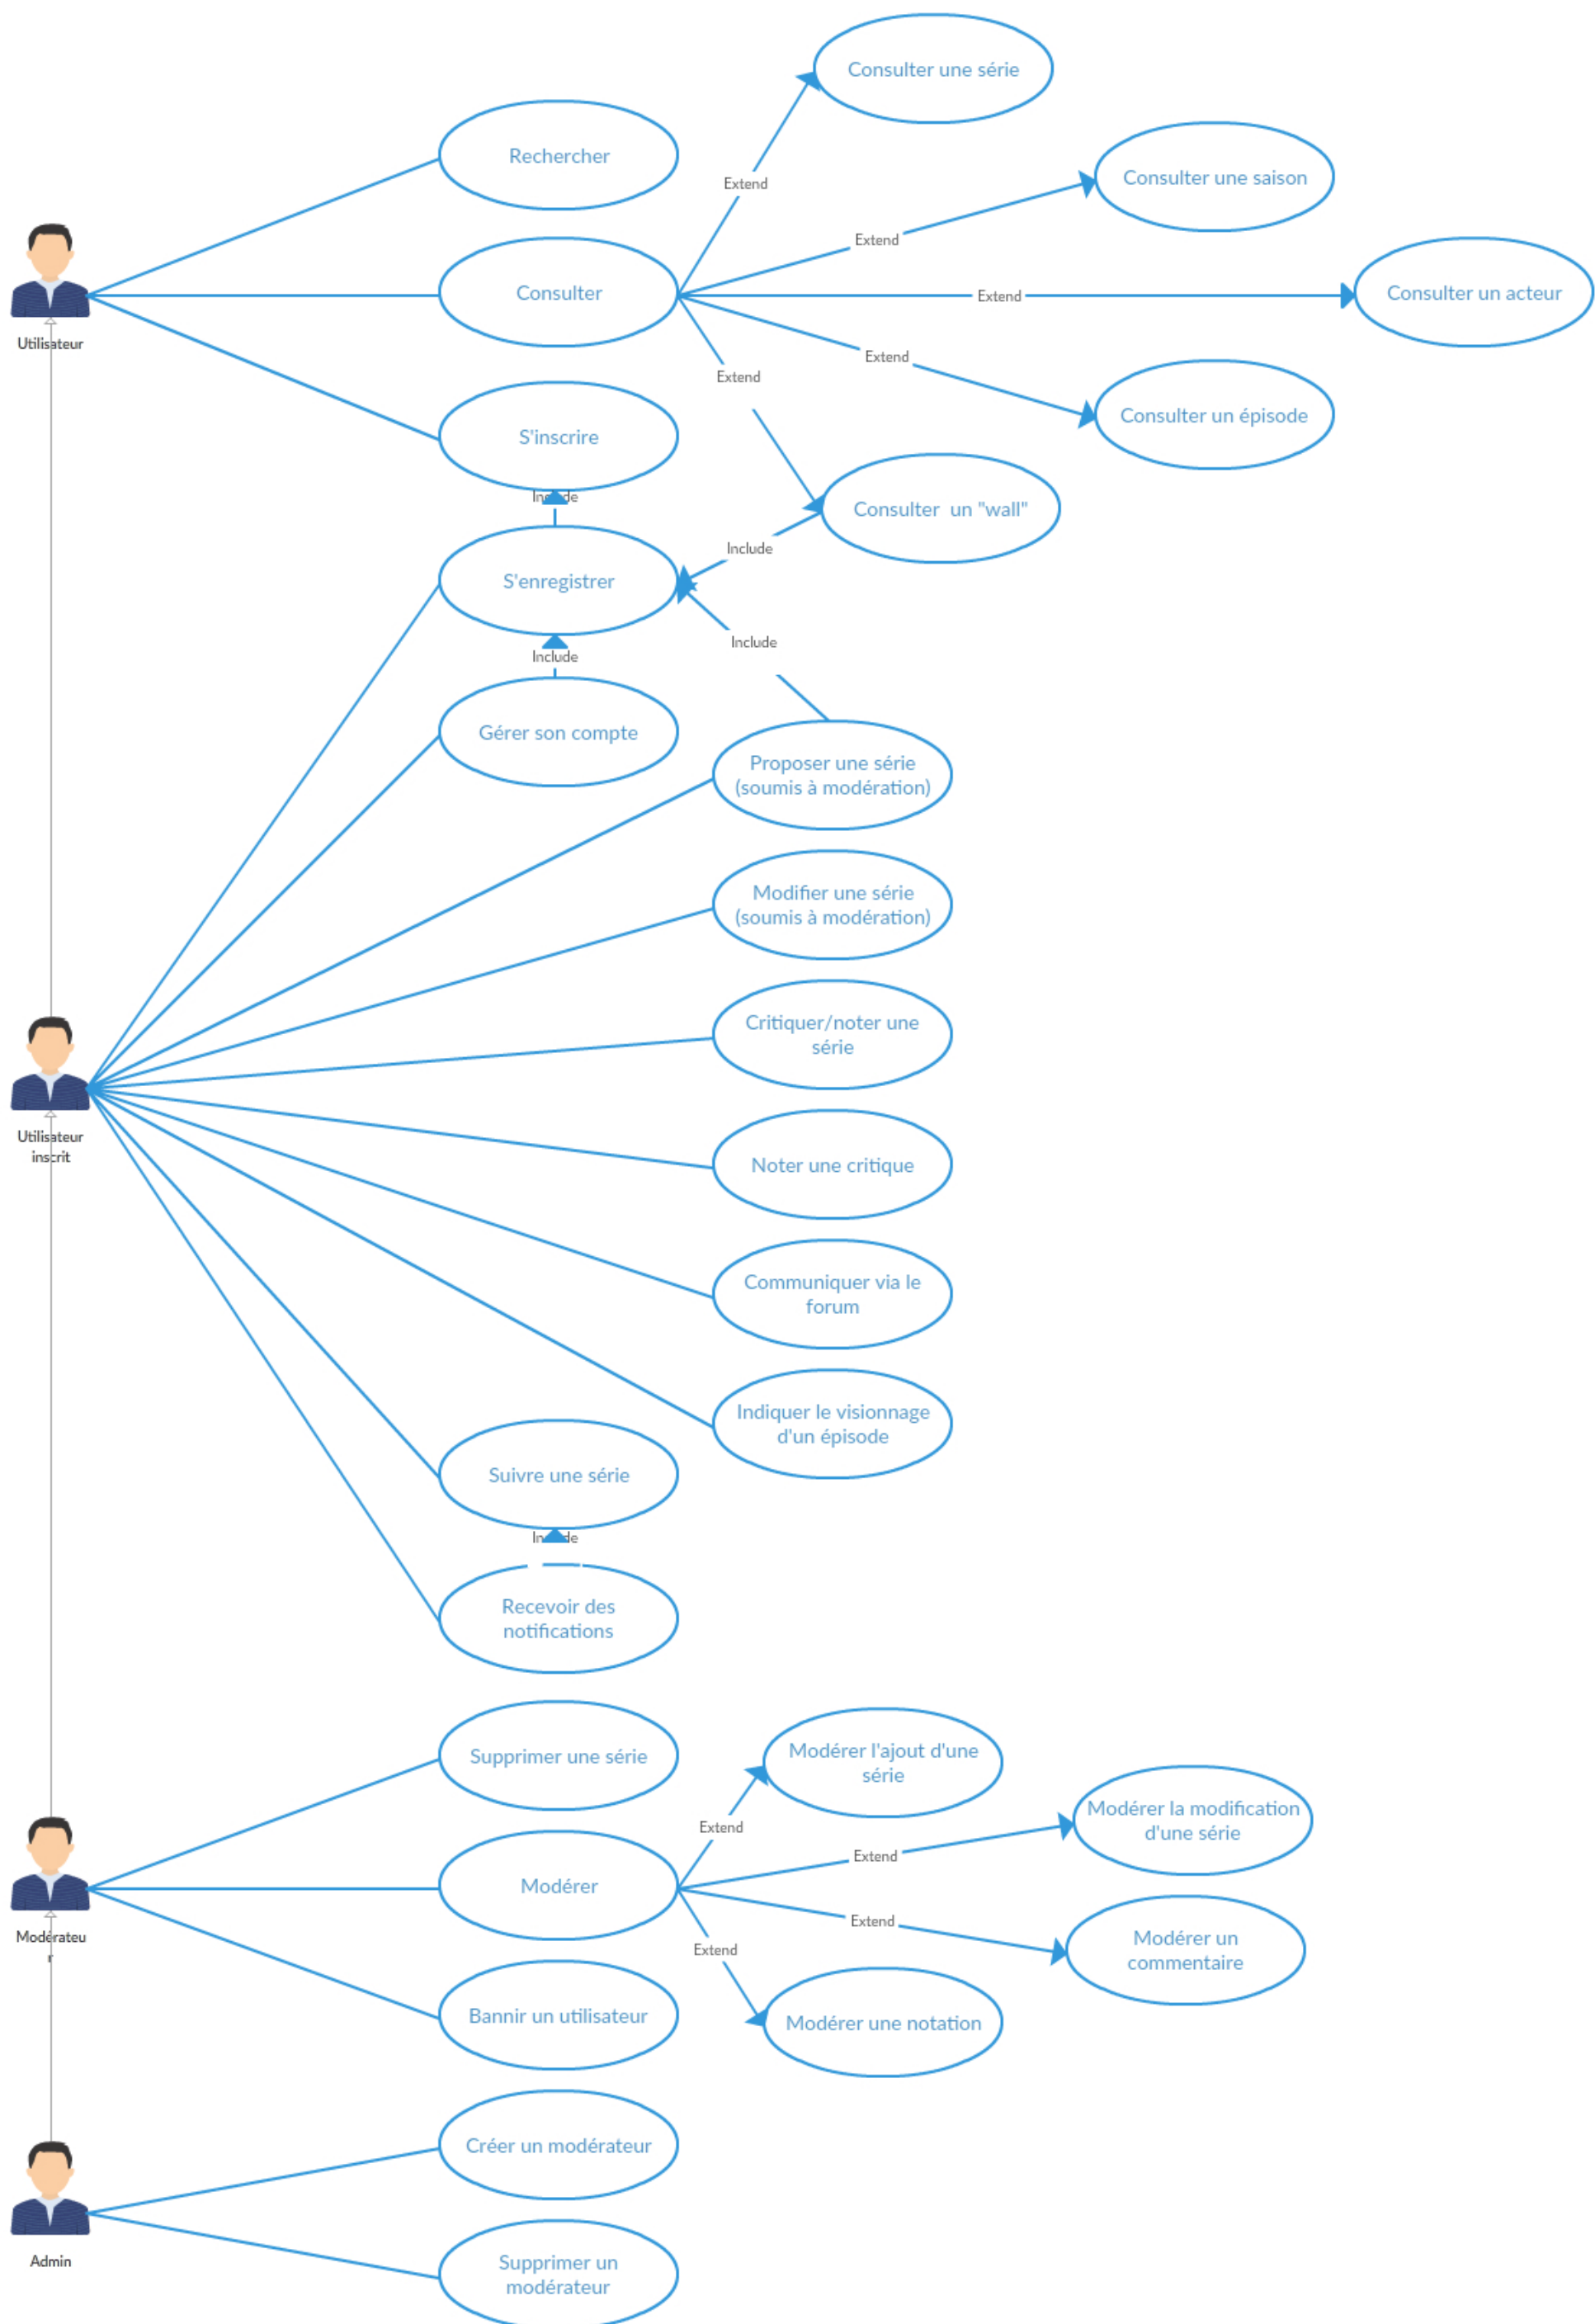 Consulter une série
Rechercher
Consulter une saison
Extend
Extend
Consulter
Extend
Consulter un acteur
Utilisateur
Extend
Extend
Consulter un épisode
S'inscrire
Include
Consulter un "wall"
Include
S'enregistrer
Include
Include
Gérer son compte
Proposer une série
(soumis à modération)
Modifier une série
(soumis à modération)
Critiquer/noter une
série
Utilisateur
inscrit
Noter une critique
Communiquer via le
forum
Indiquer le visionnage
d'un épisode
Suivre une série
Include
Recevoir des
notifications
Supprimer une série
Modérer l'ajout d'une
série
Modérer la modification
d'une série
Extend
Extend
Modérer
Extend
Modérateu
r
Extend
Modérer un
commentaire
Bannir un utilisateur
Modérer une notation
Créer un modérateur
Admin
Supprimer un
modérateur